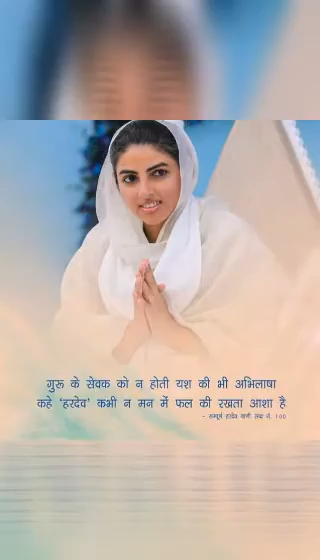 गुरू के सेवक को न होती यश की भी अभिलाषा
कहे ‘हरदेव’ कभी न मन में फल की रखता आशा है
- सम्पूर्ण हरदेव वाणी शब्द सं. 100